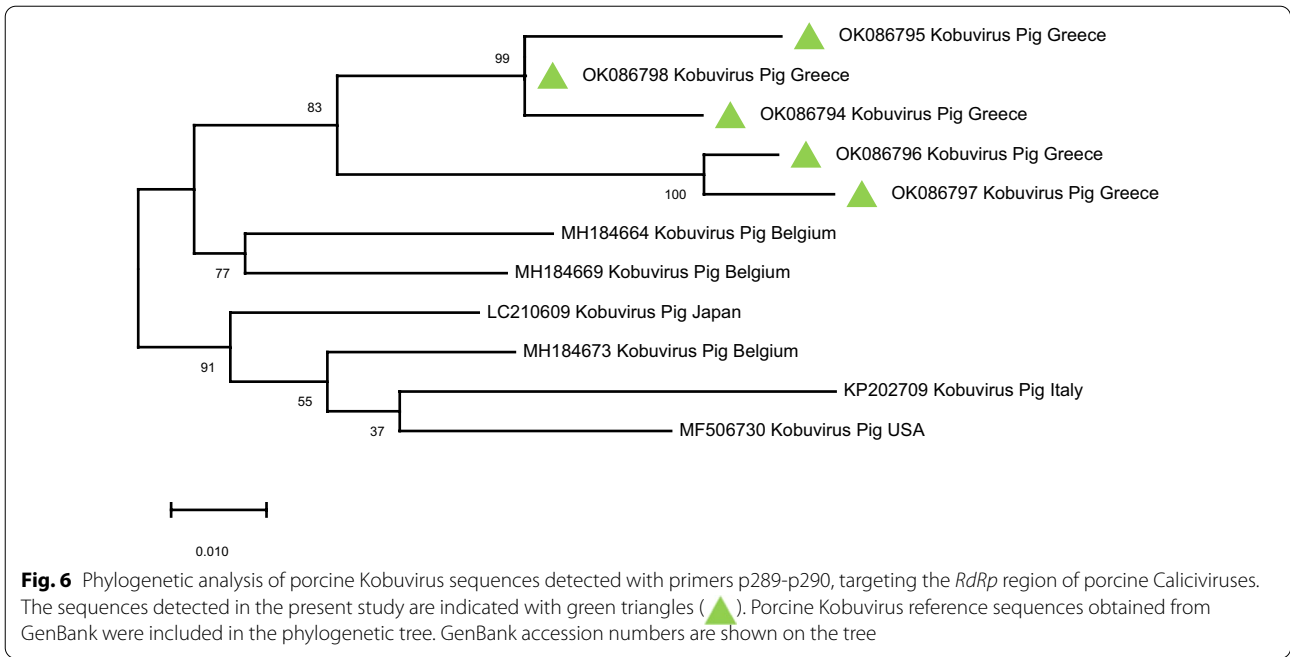 OK086795 Kobuvirus Pig Greece
99
OK086798 Kobuvirus Pig Greece
83
OK086794 Kobuvirus Pig Greece
OK086796 Kobuvirus Pig Greece
100
OK086797 Kobuvirus Pig Greece
MH184664 Kobuvirus Pig Belgium
77
MH184669 Kobuvirus Pig Belgium
LC210609 Kobuvirus Pig Japan
91
MH184673 Kobuvirus Pig Belgium
55
KP202709 Kobuvirus Pig Italy
37
MF506730 Kobuvirus Pig USA
0.010
Fig. 6 Phylogenetic analysis of porcine Kobuvirus sequences detected with primers p289-p290, targeting the RdRp region of porcine Caliciviruses.
The sequences detected in the present study are indicated with green triangles ( ). Porcine Kobuvirus reference sequences obtained from
GenBank were included in the phylogenetic tree. GenBank accession numbers are shown on the tree